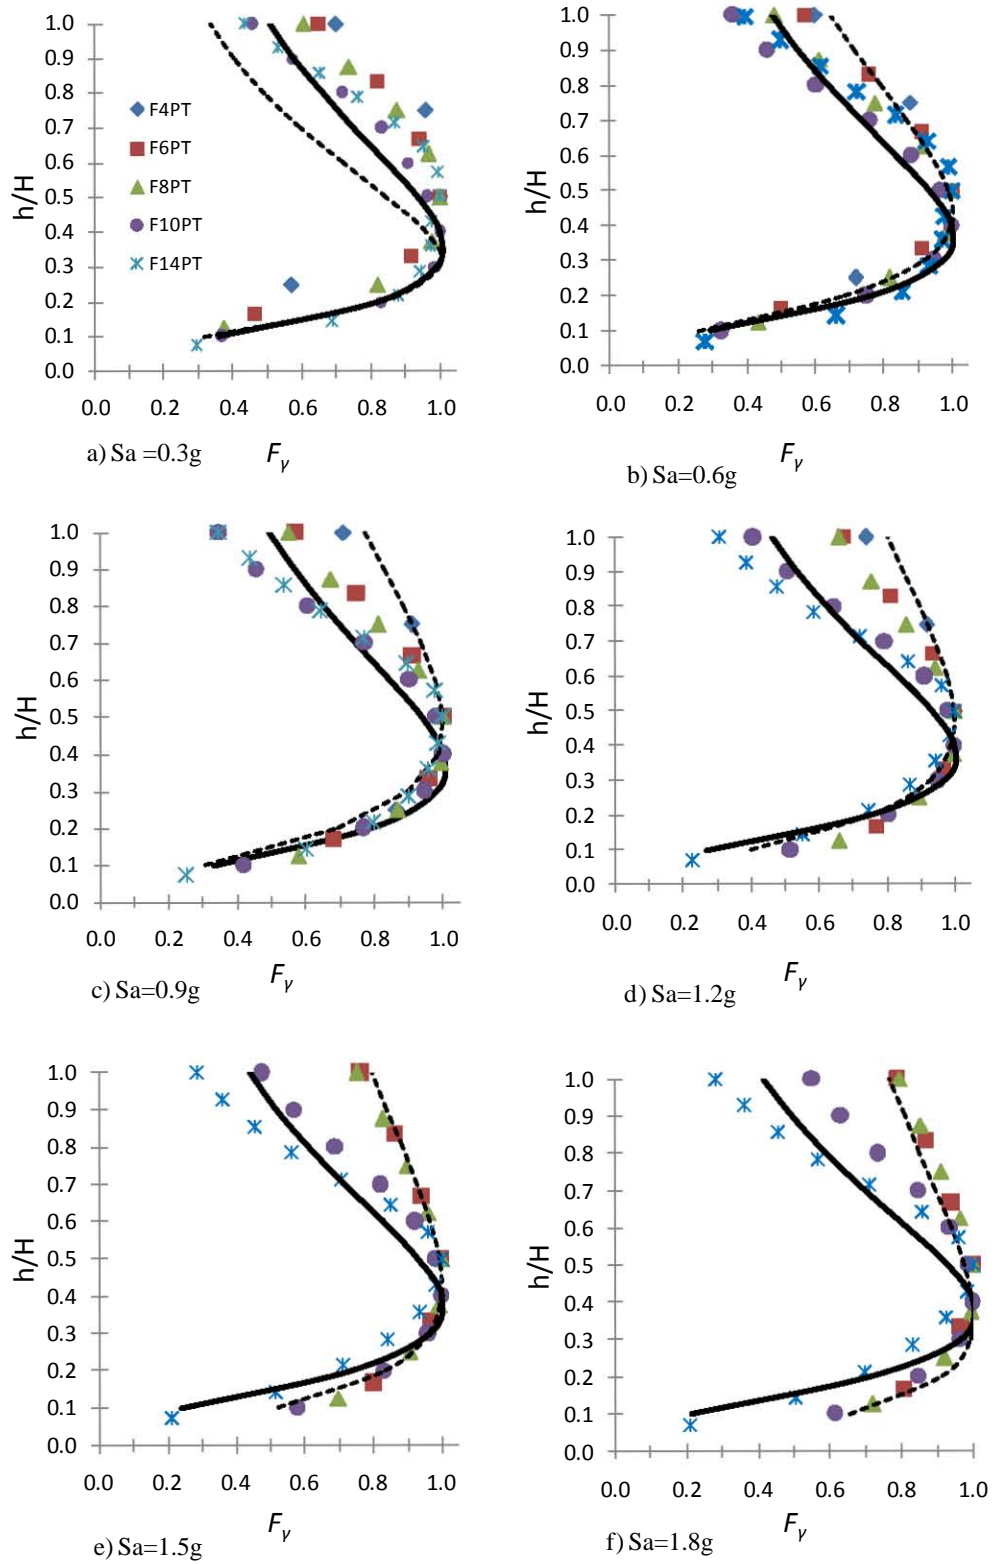 1.0
0.9
0.8
0.7
0.6
0.5
0.4
0.3
0.2
0.1
0.0
h/H
F4PT
F6PT
F8PT
F10PT
F14PT
0.0 0.2 0.4 0.6 0.8 1.0
Fγ
a) Sa =0.3g
1.0
0.9
0.8
0.7
0.6
0.5
0.4
0.3
0.2
0.1
0.0
h/H
0.0 0.2 0.4 0.6 0.8 1.0
Fγ
b) Sa=0.6g
1.0
0.9
0.8
0.7
0.6
0.5
0.4
0.3
0.2
0.1
0.0
h/H
0.0 0.2 0.4 0.6 0.8 1.0
Fγ
c) Sa=0.9g
1.0
0.9
0.8
0.7
0.6
0.5
0.4
0.3
0.2
0.1
0.0
h/H
0.0 0.2 0.4 0.6 0.8 1.0
Fγ
d) Sa=1.2g
1.0
0.9
0.8
0.7
0.6
0.5
0.4
0.3
0.2
0.1
0.0
h/H
0.0 0.2 0.4 0.6 0.8 1.0
Fγ
e) Sa=1.5g
1.0
0.9
0.8
0.7
0.6
0.5
0.4
0.3
0.2
0.1
0.0
h/H
0.0 0.2 0.4 0.6 0.8 1.0
Fγ
f) Sa=1.8g